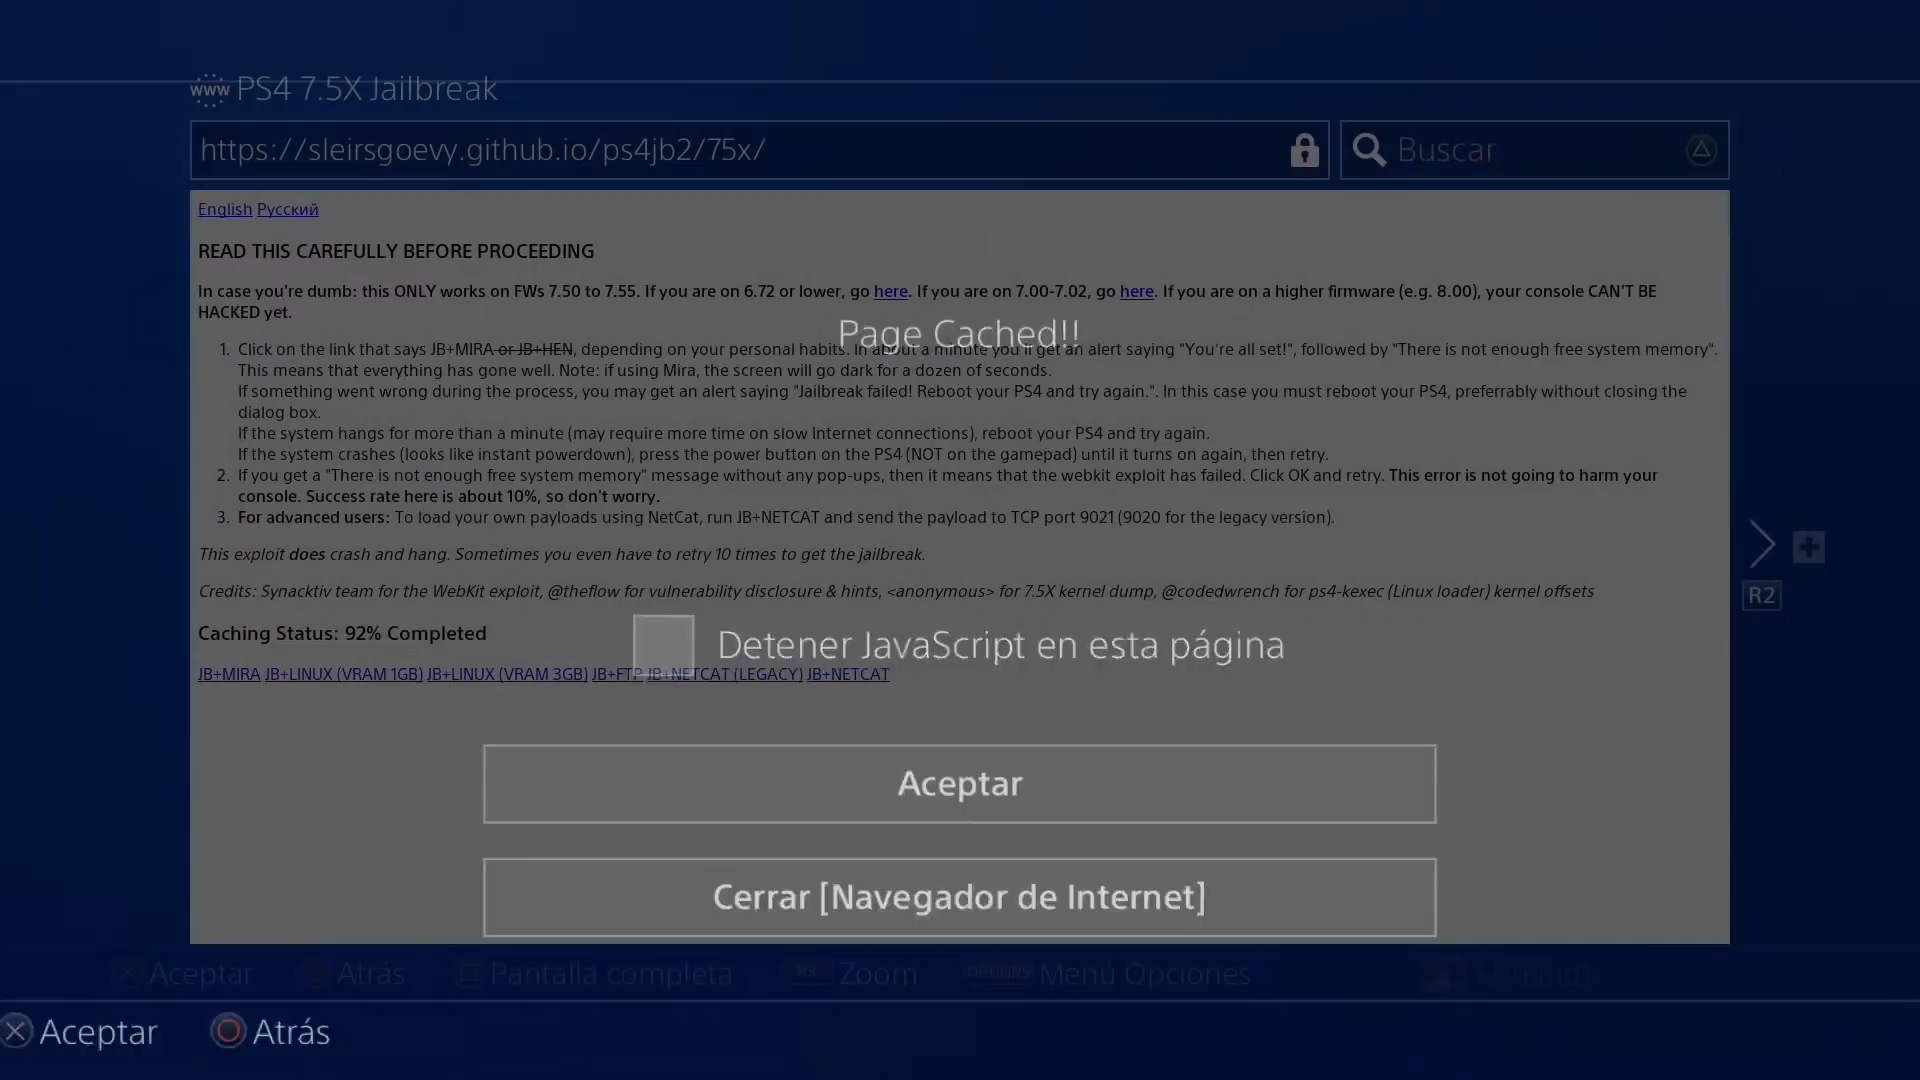 www PS4 7.5X Jailbreak
https://sleirsgoevy.github.io/ps4jb2/75x/
Buscar
English Русский
READ THIS CAREFULLY BEFORE PROCEEDING
In case you're dumb: this ONLY works on FWs 7.50 to 7.55. If you are on 6.72 or lower, go here. If you are on 7.00-7.02, go here. If you are on a higher firmware (e.g. 8.00), your console CAN'T BE
HACKED yet.
Page Cached!!
1. Click on the link that says JB+MIRA or JB+HEN, depending on your personal habits. In about a minute you'll get an alert saying "You're all set!", followed by "There is not enough free system memory".
This means that everything has gone well. Note: if using Mira, the screen will go dark for a dozen of seconds.
If something went wrong during the process, you may get an alert saying "Jailbreak failed! Reboot your PS4 and try again.". In this case you must reboot your PS4, preferrably without closing the
dialog box.
If the system hangs for more than a minute (may require more time on slow Internet connections), reboot your PS4 and try again.
If the system crashes (looks like instant powerdown), press the power button on the PS4 (NOT on the gamepad) until it turns on again, then retry.
2. If you get a "There is not enough free system memory" message without any pop-ups, then it means that the webkit exploit has failed. Click OK and retry. This error is not going to harm your
console. Success rate here is about 10%, so don't worry.
3. For advanced users: To load your own payloads using NetCat, run JB+NETCAT and send the payload to TCP port 9021 (9020 for the legacy version).
This exploit does crash and hang. Sometimes you even have to retry 10 times to get the jailbreak.
R2
Credits: Synacktiv team for the WebKit exploit, @theflow for vulnerability disclosure & hints, <anonymous> for 7.5X kernel dump, @codedwrench for ps4-kexec (Linux loader) kernel offsets
Caching Status: 92% Completed
Detener JavaScript en esta página
JB+MIRA JB+LINUX (VRAM 1GB) JB+LINUX (VRAM 3GB) JB+FTP JB+NETCAT (LEGACY) JB+NETCAT
Aceptar
Cerrar [Navegador de Internet]
Aceptar Atrás Pantalla completa Zoom OPTIONS Menú Opciones
Aceptar Atrás